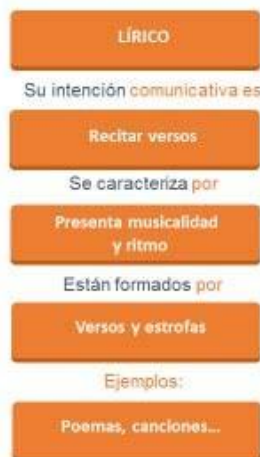 LÍRICO
Su intención comunicativa es
Recitar versos
Se caracteriza por
Presenta musicalidad
y ritmo
Están formados por
Versos y estrofas
Ejemplos:
Poemas, canciones...